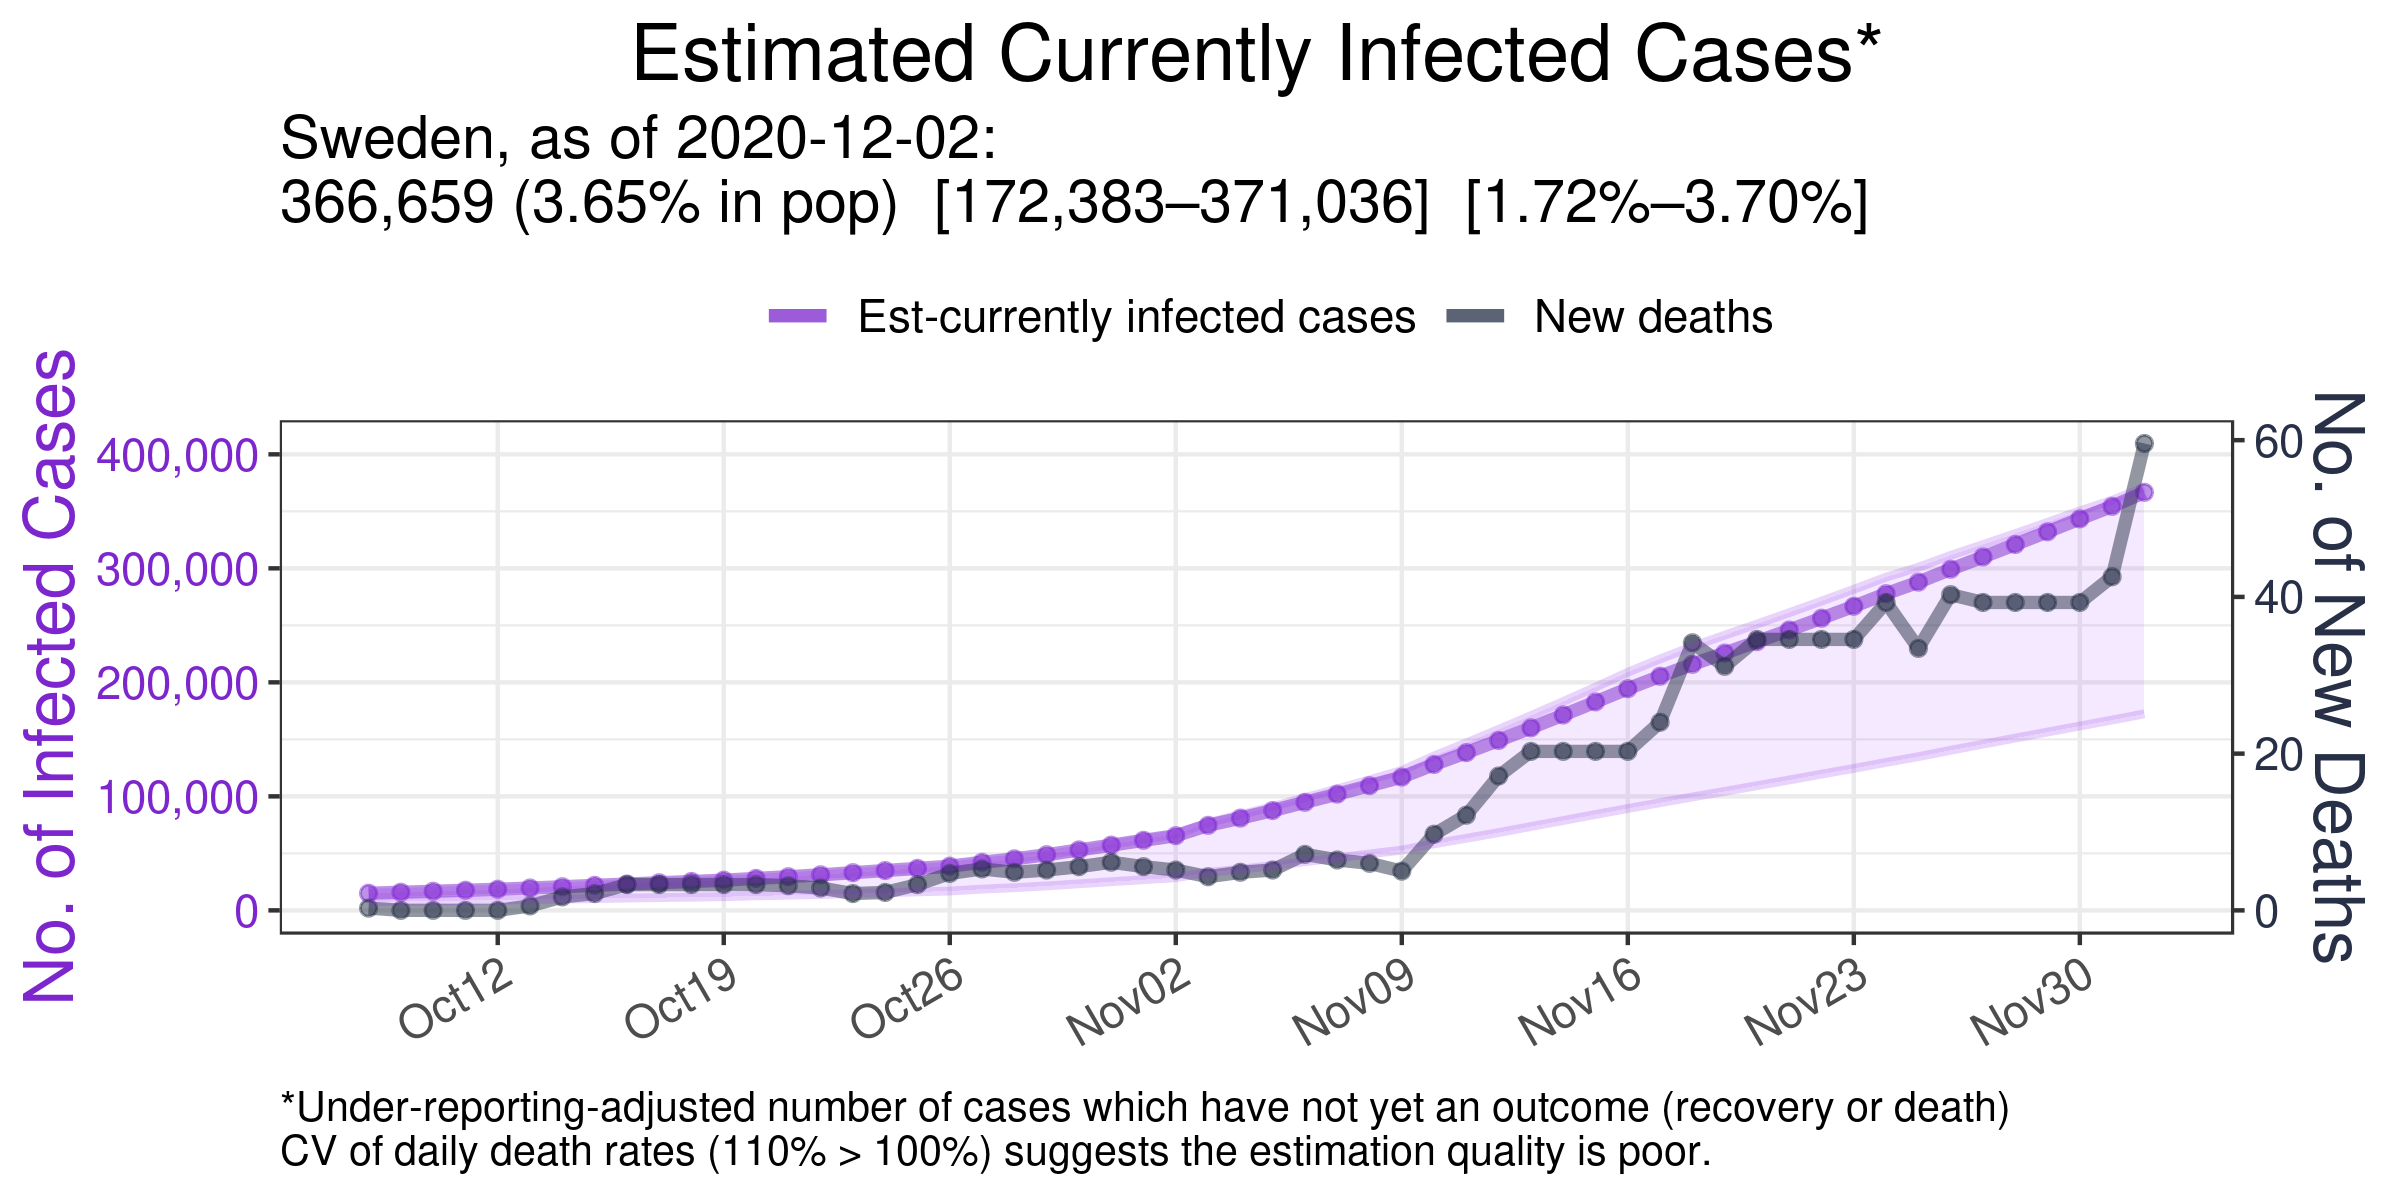 Estimated Currently Infected Cases*
Sweden, as of 2020-12-02:
366,659 (3.65% in pop)  [172,383–371,036]  [1.72%–3.70%]
Est-currently infected cases
New deaths
No. of Infected Cases
400,000
300,000
200,000
100,000
0
60
40
20
0
No. of New Deaths
Oct12
Oct19
Oct26
Nov02
Nov09
Nov16
Nov23
Nov30
*Under-reporting-adjusted number of cases which have not yet an outcome (recovery or death)
CV of daily death rates (110% > 100%) suggests the estimation quality is poor.